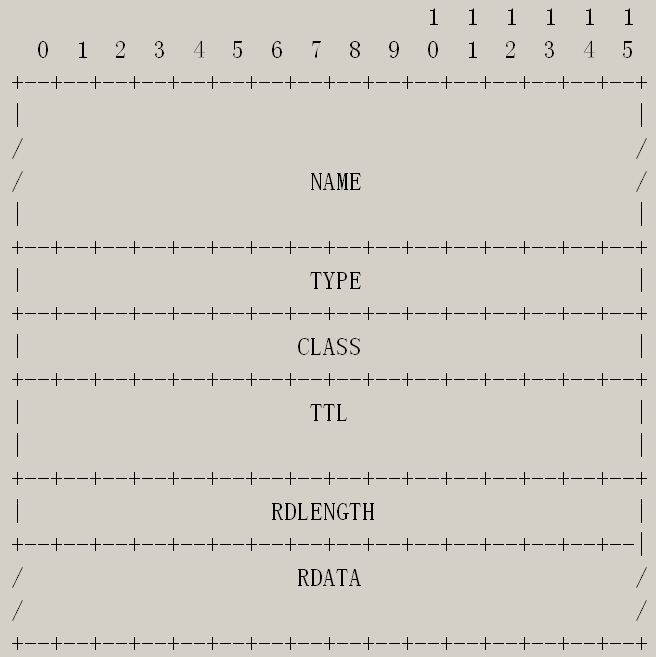 1  1  1  1  1  1
  0  1  2  3  4  5  6  7  8  9  0  1  2  3  4  5
+--+--+--+--+--+--+--+--+--+--+--+--+--+--+--+--+
|                                               |
/                                               /
/                      NAME                     /
|                                               |
+--+--+--+--+--+--+--+--+--+--+--+--+--+--+--+--+
|                      TYPE                     |
+--+--+--+--+--+--+--+--+--+--+--+--+--+--+--+--+
|                     CLASS                     |
+--+--+--+--+--+--+--+--+--+--+--+--+--+--+--+--+
|                      TTL                      |
|                                               |
+--+--+--+--+--+--+--+--+--+--+--+--+--+--+--+--+
|                   RDLENGTH                    |
+--+--+--+--+--+--+--+--+--+--+--+--+--+--+--+--|
/                     RDATA                     /
/                                               /
+--+--+--+--+--+--+--+--+--+--+--+--+--+--+--+--+